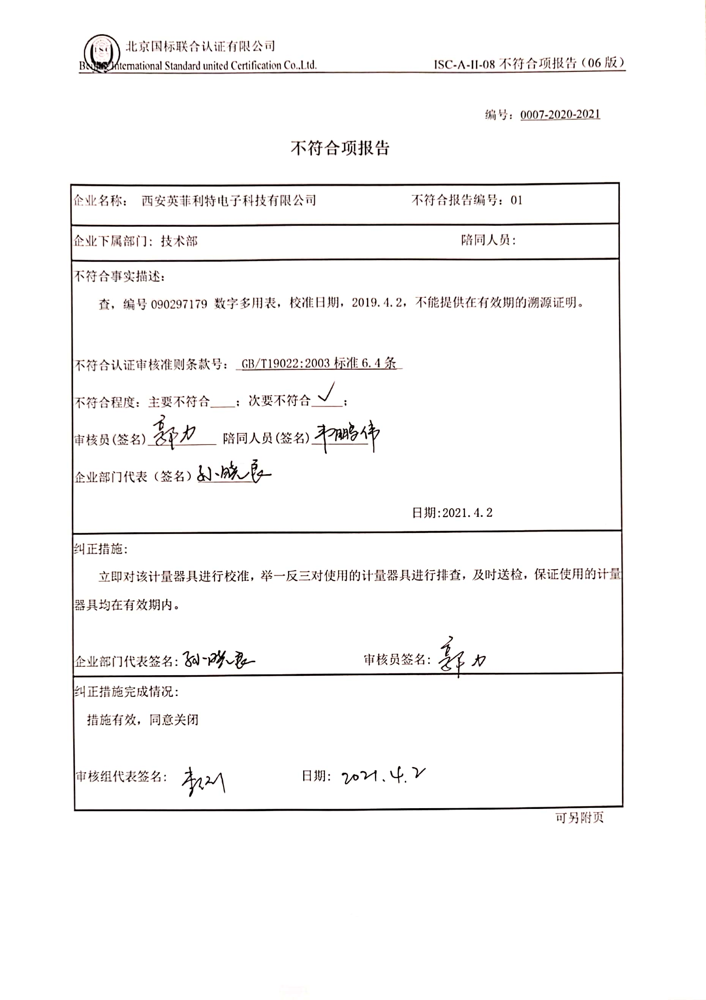 ISC
北京国标联合认证有限公司
Beijing International Standard united Certification Co.,Ltd.
ISC-A-II-08 不符合项报告（06 版）
编号：0007-2020-2021
不符合项报告
企业名称： 西安英菲利特电子科技有限公司 不符合报告编号：01
企业下属部门：技术部 陪同人员：
不符合事实描述：
查，编号 090297179 数字多用表，校准日期，2019.4.2，不能提供在有效期的溯源证明。
不符合认证审核准则条款号： GB/T19022:2003 标准 6.4 条
不符合程度：主要不符合____；次要不符合 ✓ ；
审核员(签名) 郭力 陪同人员(签名) 鹏伟
企业部门代表（签名）孙晓良
日期:2021.4.2
纠正措施：
立即对该计量器具进行校准，举一反三对使用的计量器具进行排查，及时送检，保证使用的计量
器具均在有效期内。
企业部门代表签名：孙晓良 审核员签名：郭力
纠正措施完成情况：
措施有效，同意关闭
审核组代表签名： 日期：2021.4.2
可另附页